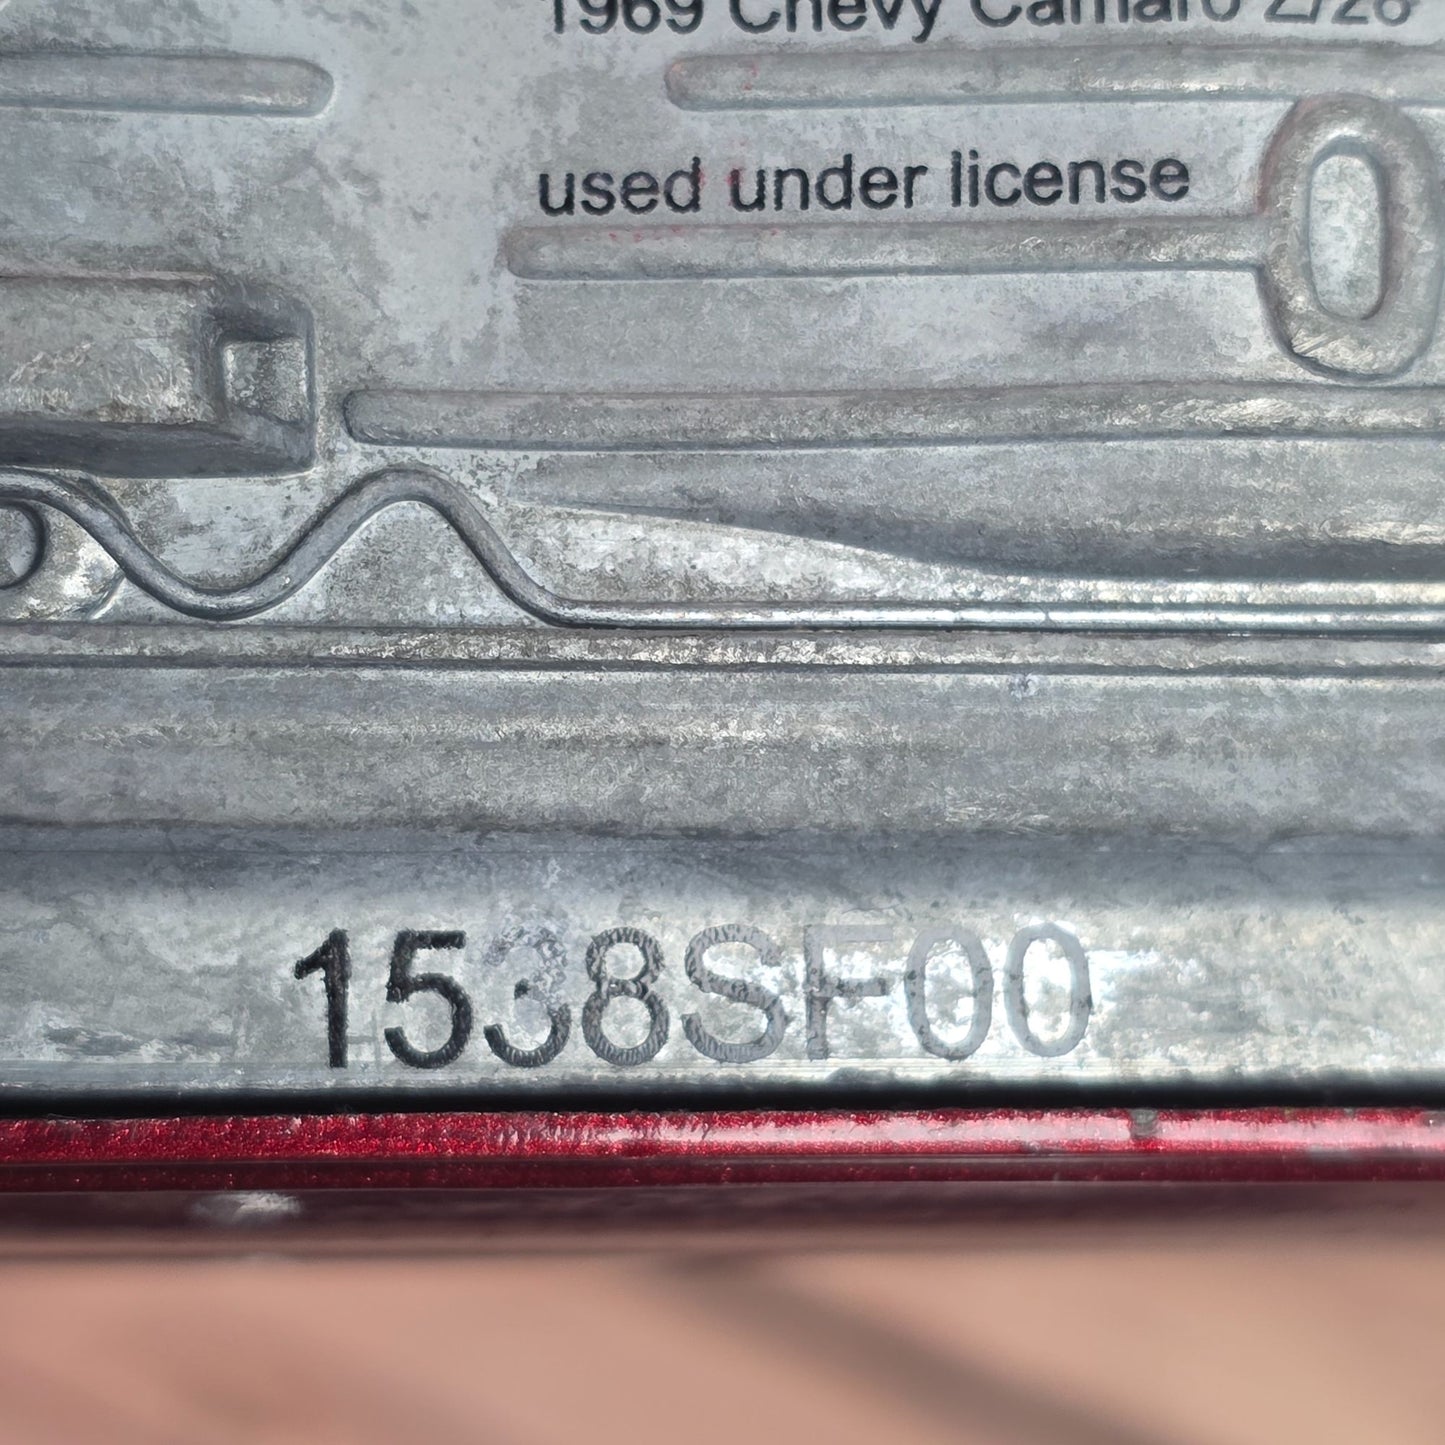 1969 Chevy Camaro Z/28
used under license
1538SF00